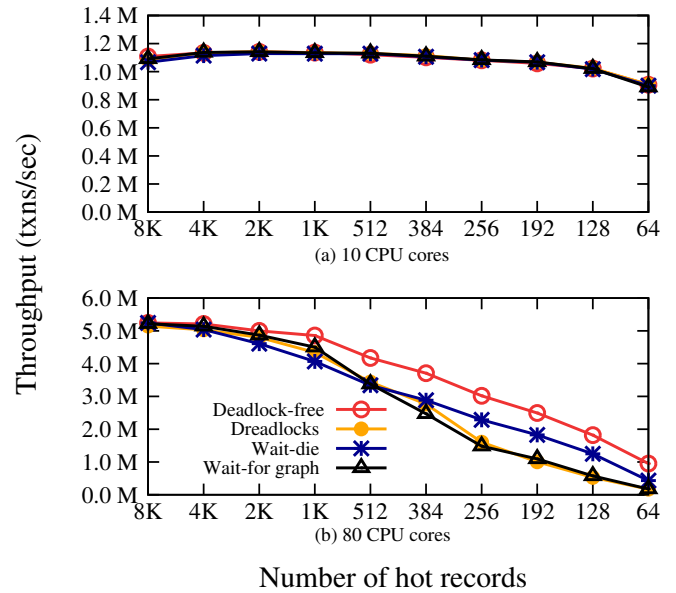 Throughput (txns/sec)
1.4 M
1.2 M
1.0 M
0.8 M
0.6 M
0.4 M
0.2 M
0.0 M
8K 4K 2K 1K 512 384 256 192 128 64
(a) 10 CPU cores
6.0 M
5.0 M
4.0 M
3.0 M
2.0 M
1.0 M
0.0 M
Deadlock-free
Dreadlocks
Wait-die
Wait-for graph
8K 4K 2K 1K 512 384 256 192 128 64
(b) 80 CPU cores
Number of hot records